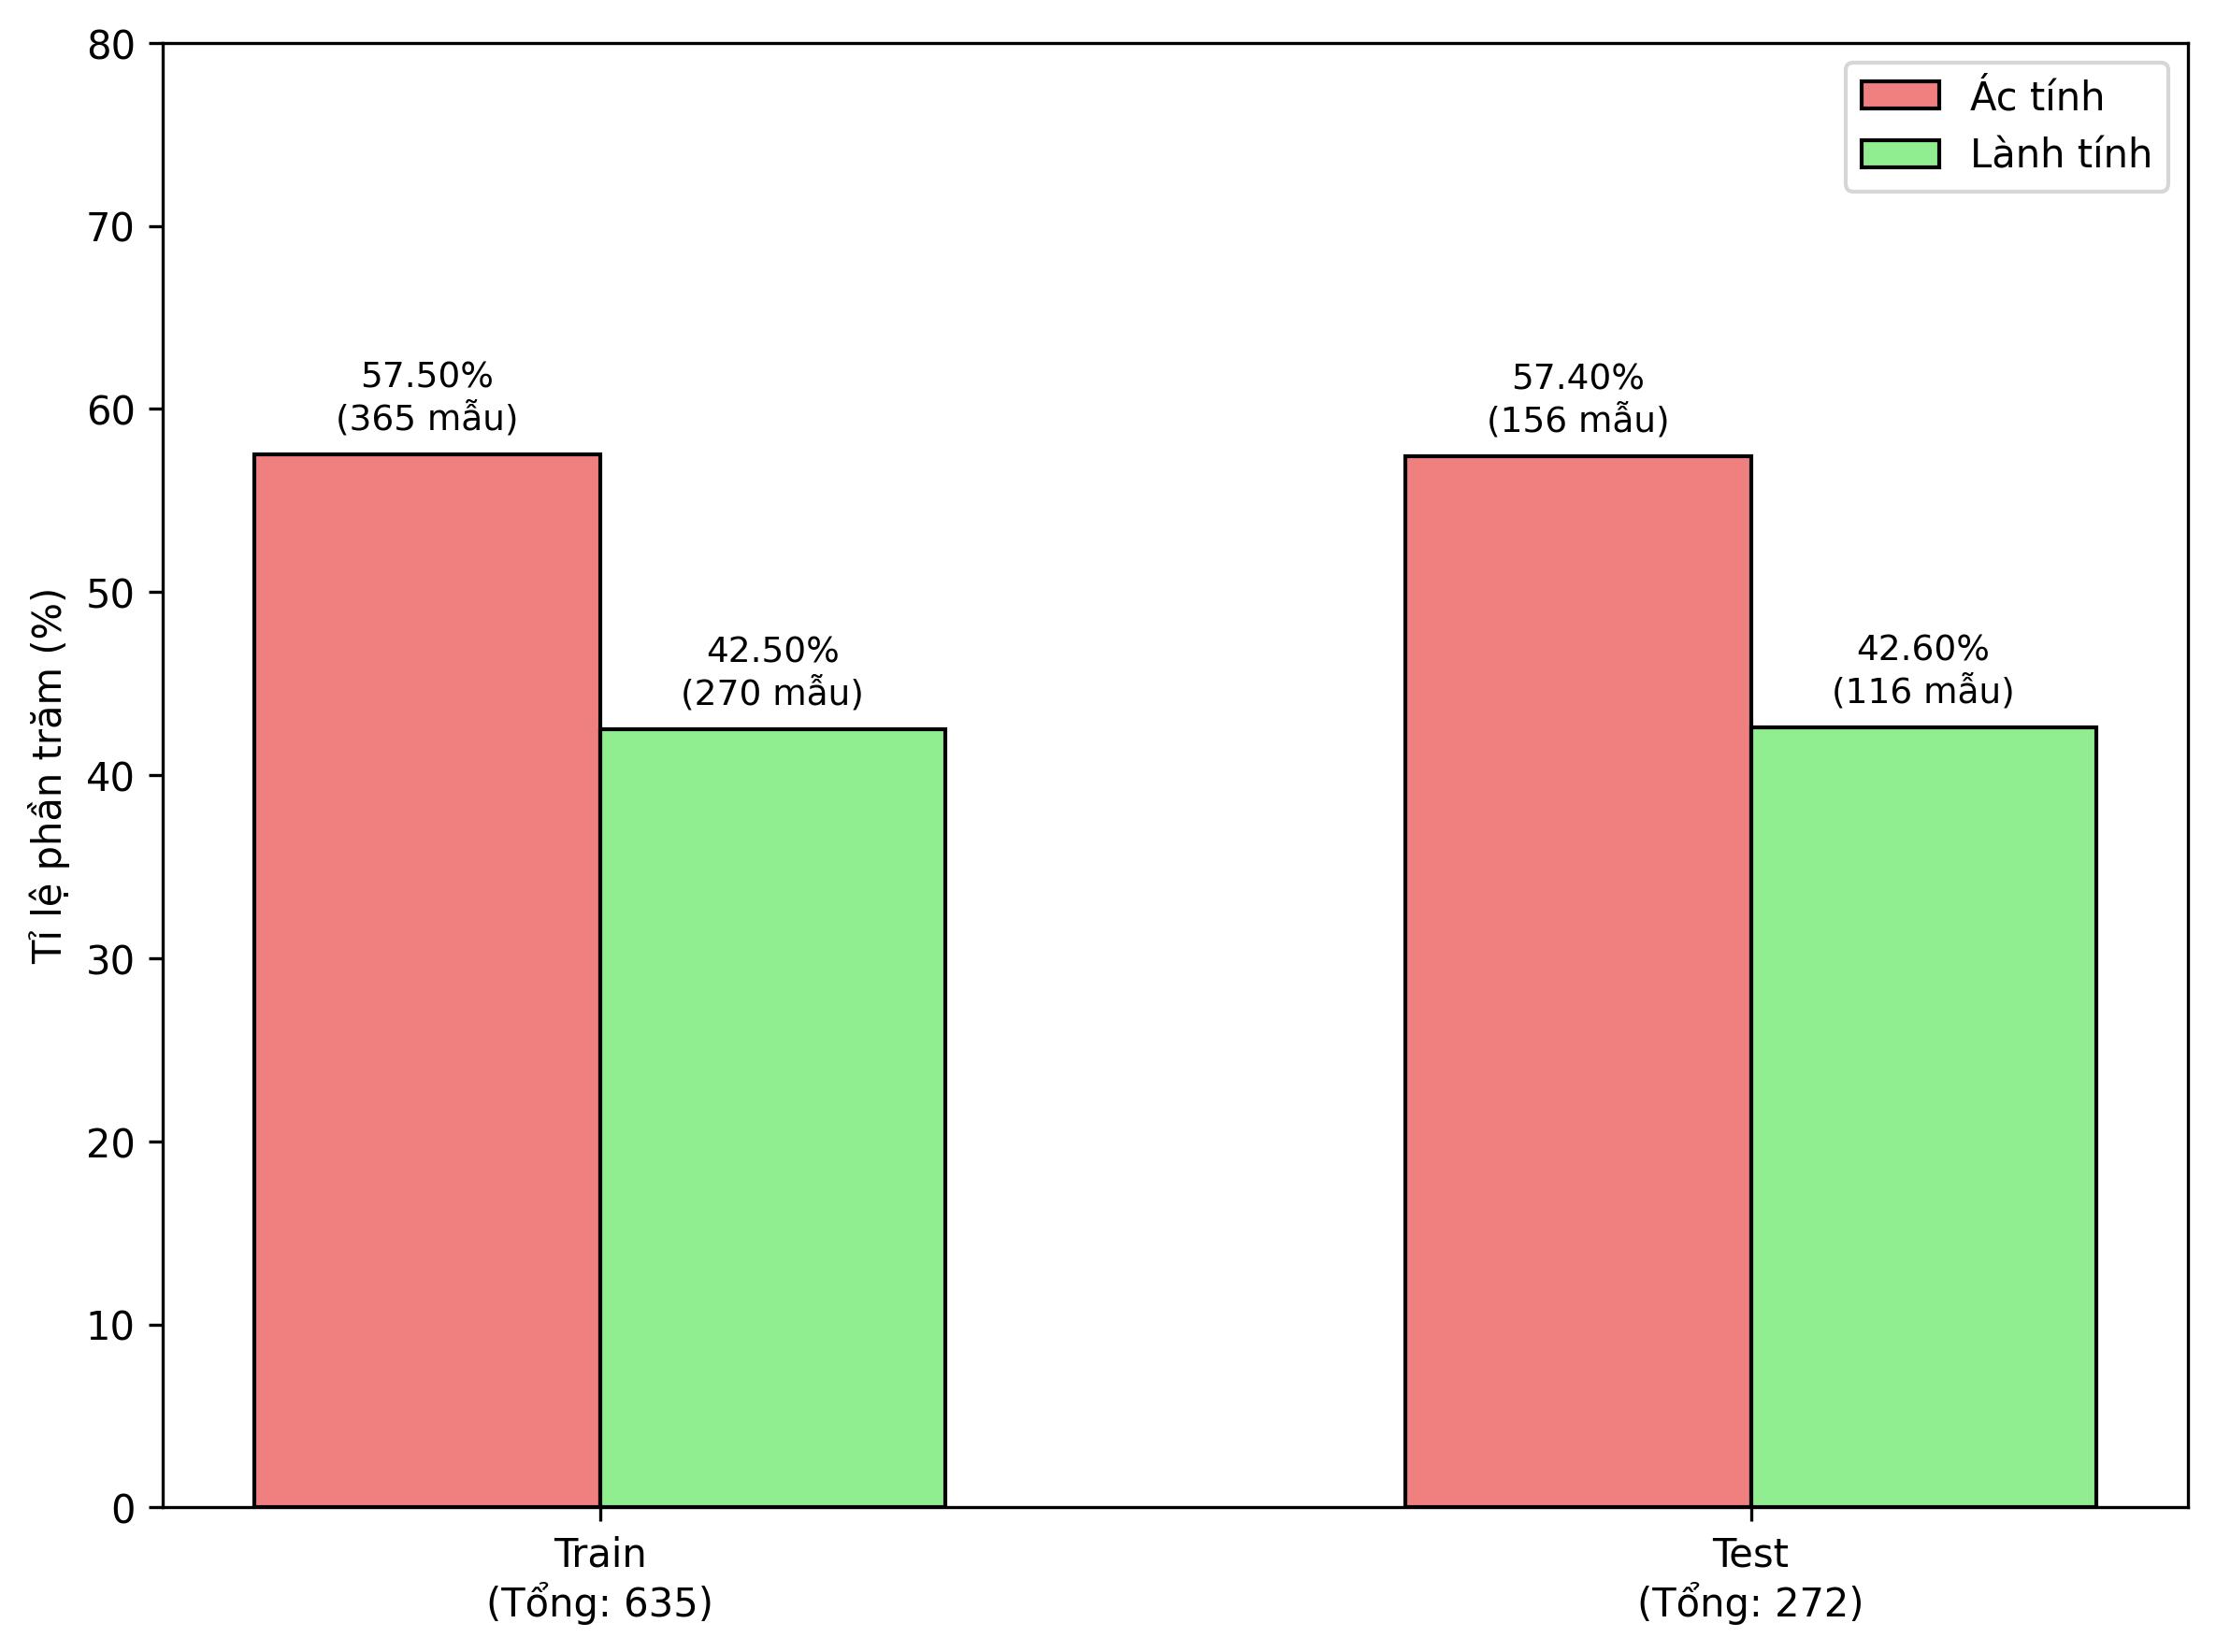 80
70
60
50
40
30
20
10
0
Tỉ lệ phần trăm (%)
Ác tính
Lành tính
57.50%
(365 mẫu)
42.50%
(270 mẫu)
57.40%
(156 mẫu)
42.60%
(116 mẫu)
Train
(Tổng: 635)
Test
(Tổng: 272)